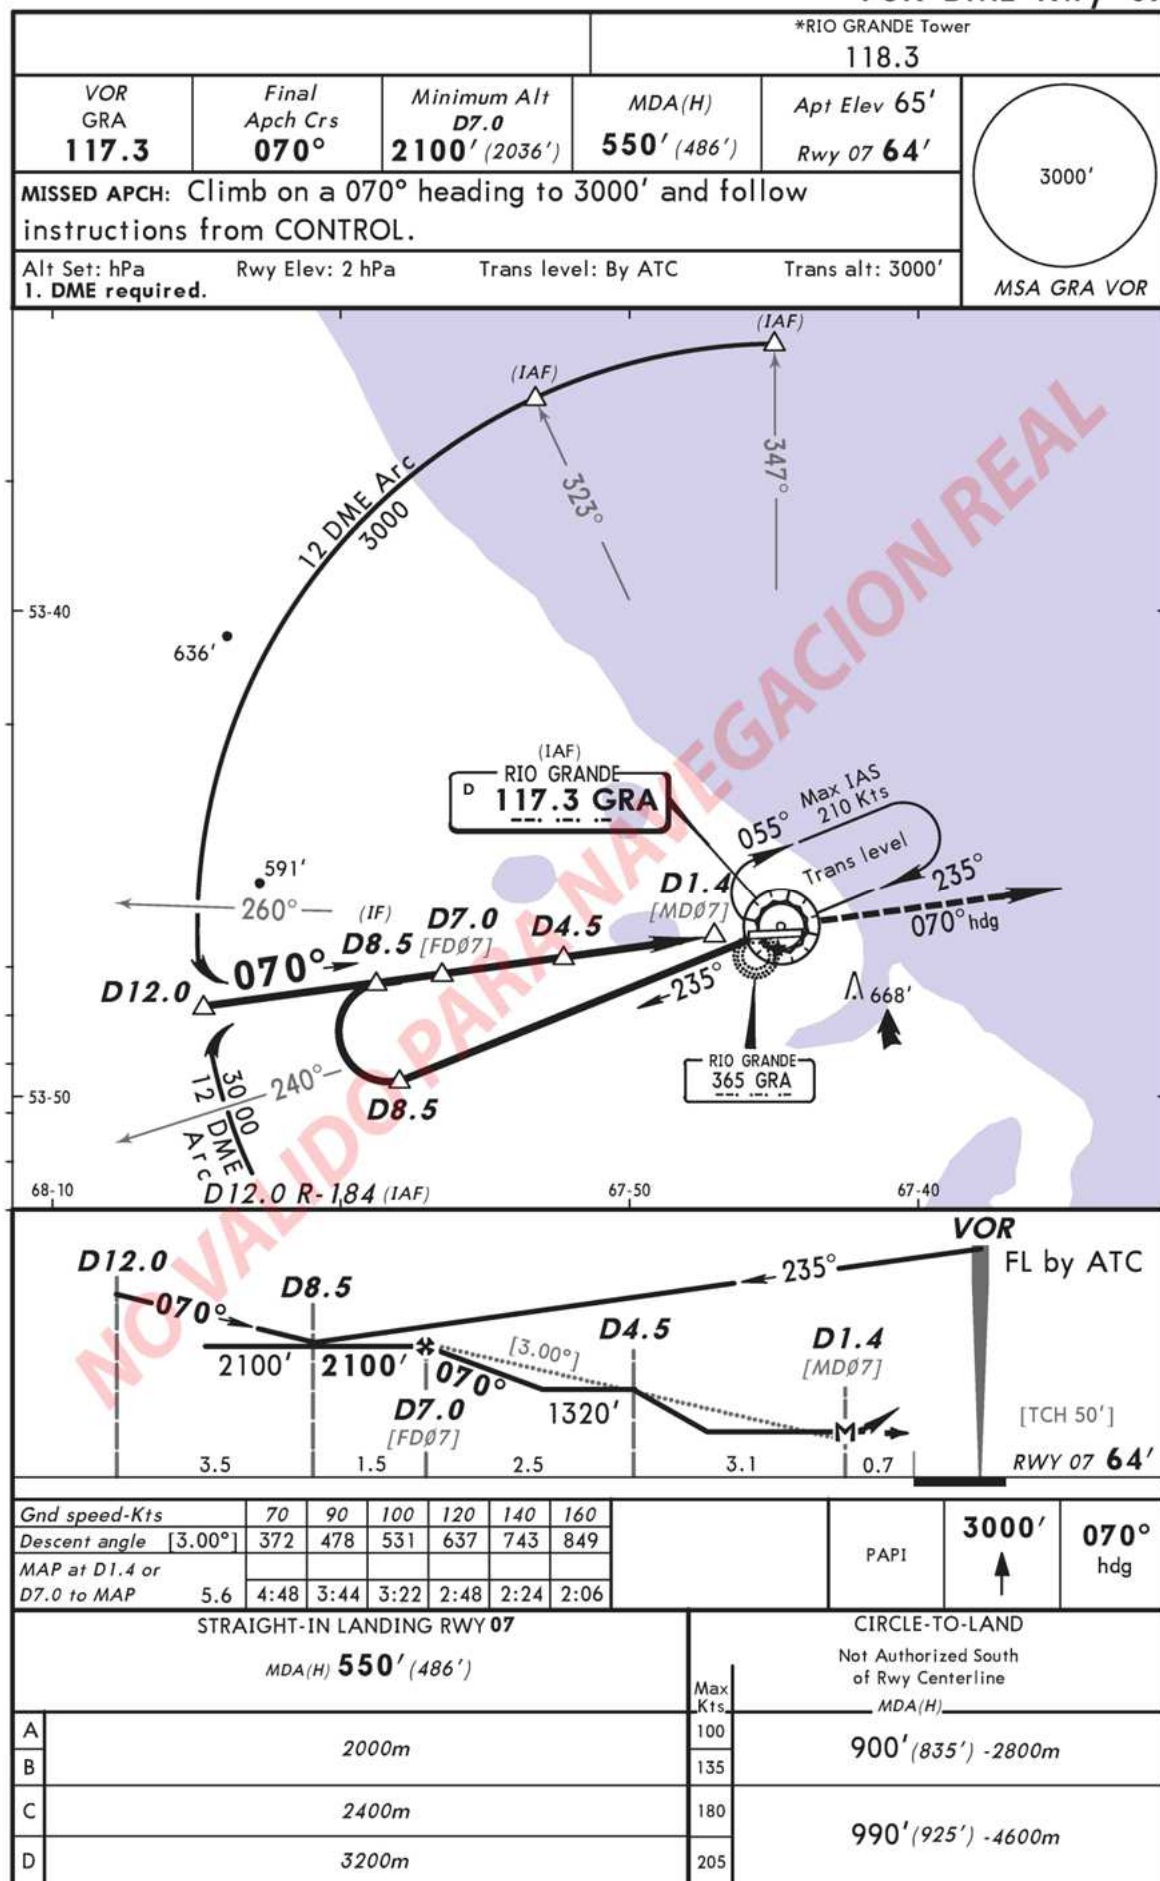 *RIO GRANDE Tower
118.3
VOR
GRA
117.3
Final
Apch Crs
070°
Minimum Alt
D7.0
2100' (2036')
MDA(H)
550' (486')
Apt Elev 65'
Rwy 07 64'
3000'
MSA GRA VOR
MISSED APCH: Climb on a 070° heading to 3000' and follow
instructions from CONTROL.
Alt Set: hPa Rwy Elev: 2 hPa Trans level: By ATC Trans alt: 3000'
1. DME required.
(IAF)
(IAF)
347°
323°
12 DME Arc
3000
53-40
636'
(IAF)
RIO GRANDE
D 117.3 GRA
Max IAS
210 Kts
055°
Trans level
235°
591'
260°
(IF)
D8.5
D7.0
[FDØ7]
D4.5
D1.4
[MDØ7]
070° hdg
070°
D12.0
235°
668'
RIO GRANDE
365 GRA
240°
D8.5
53-50
3000
12 DME
Arc
D12.0 R-184 (IAF)
68-10 67-50 67-40
NO VALIDO PARA NAVEGACION REAL
VOR
FL by ATC
D12.0
070°
D8.5
235°
2100' 2100'
[3.00°]
070°
D4.5
D1.4
[MDØ7]
D7.0
[FDØ7]
1320'
M
[TCH 50']
RWY 07 64'
3.5 1.5 2.5 3.1 0.7
Gnd speed-Kts 70 90 100 120 140 160
Descent angle [3.00°] 372 478 531 637 743 849
MAP at D1.4 or
D7.0 to MAP 5.6 4:48 3:44 3:22 2:48 2:24 2:06
PAPI
3000'
070°
hdg
STRAIGHT-IN LANDING RWY 07
MDA(H) 550' (486')
CIRCLE-TO-LAND
Not Authorized South
of Rwy Centerline
Max
Kts
MDA(H)
A
B
2000m
100
135
900' (835') -2800m
C
2400m
180
D
3200m
205
990' (925') -4600m